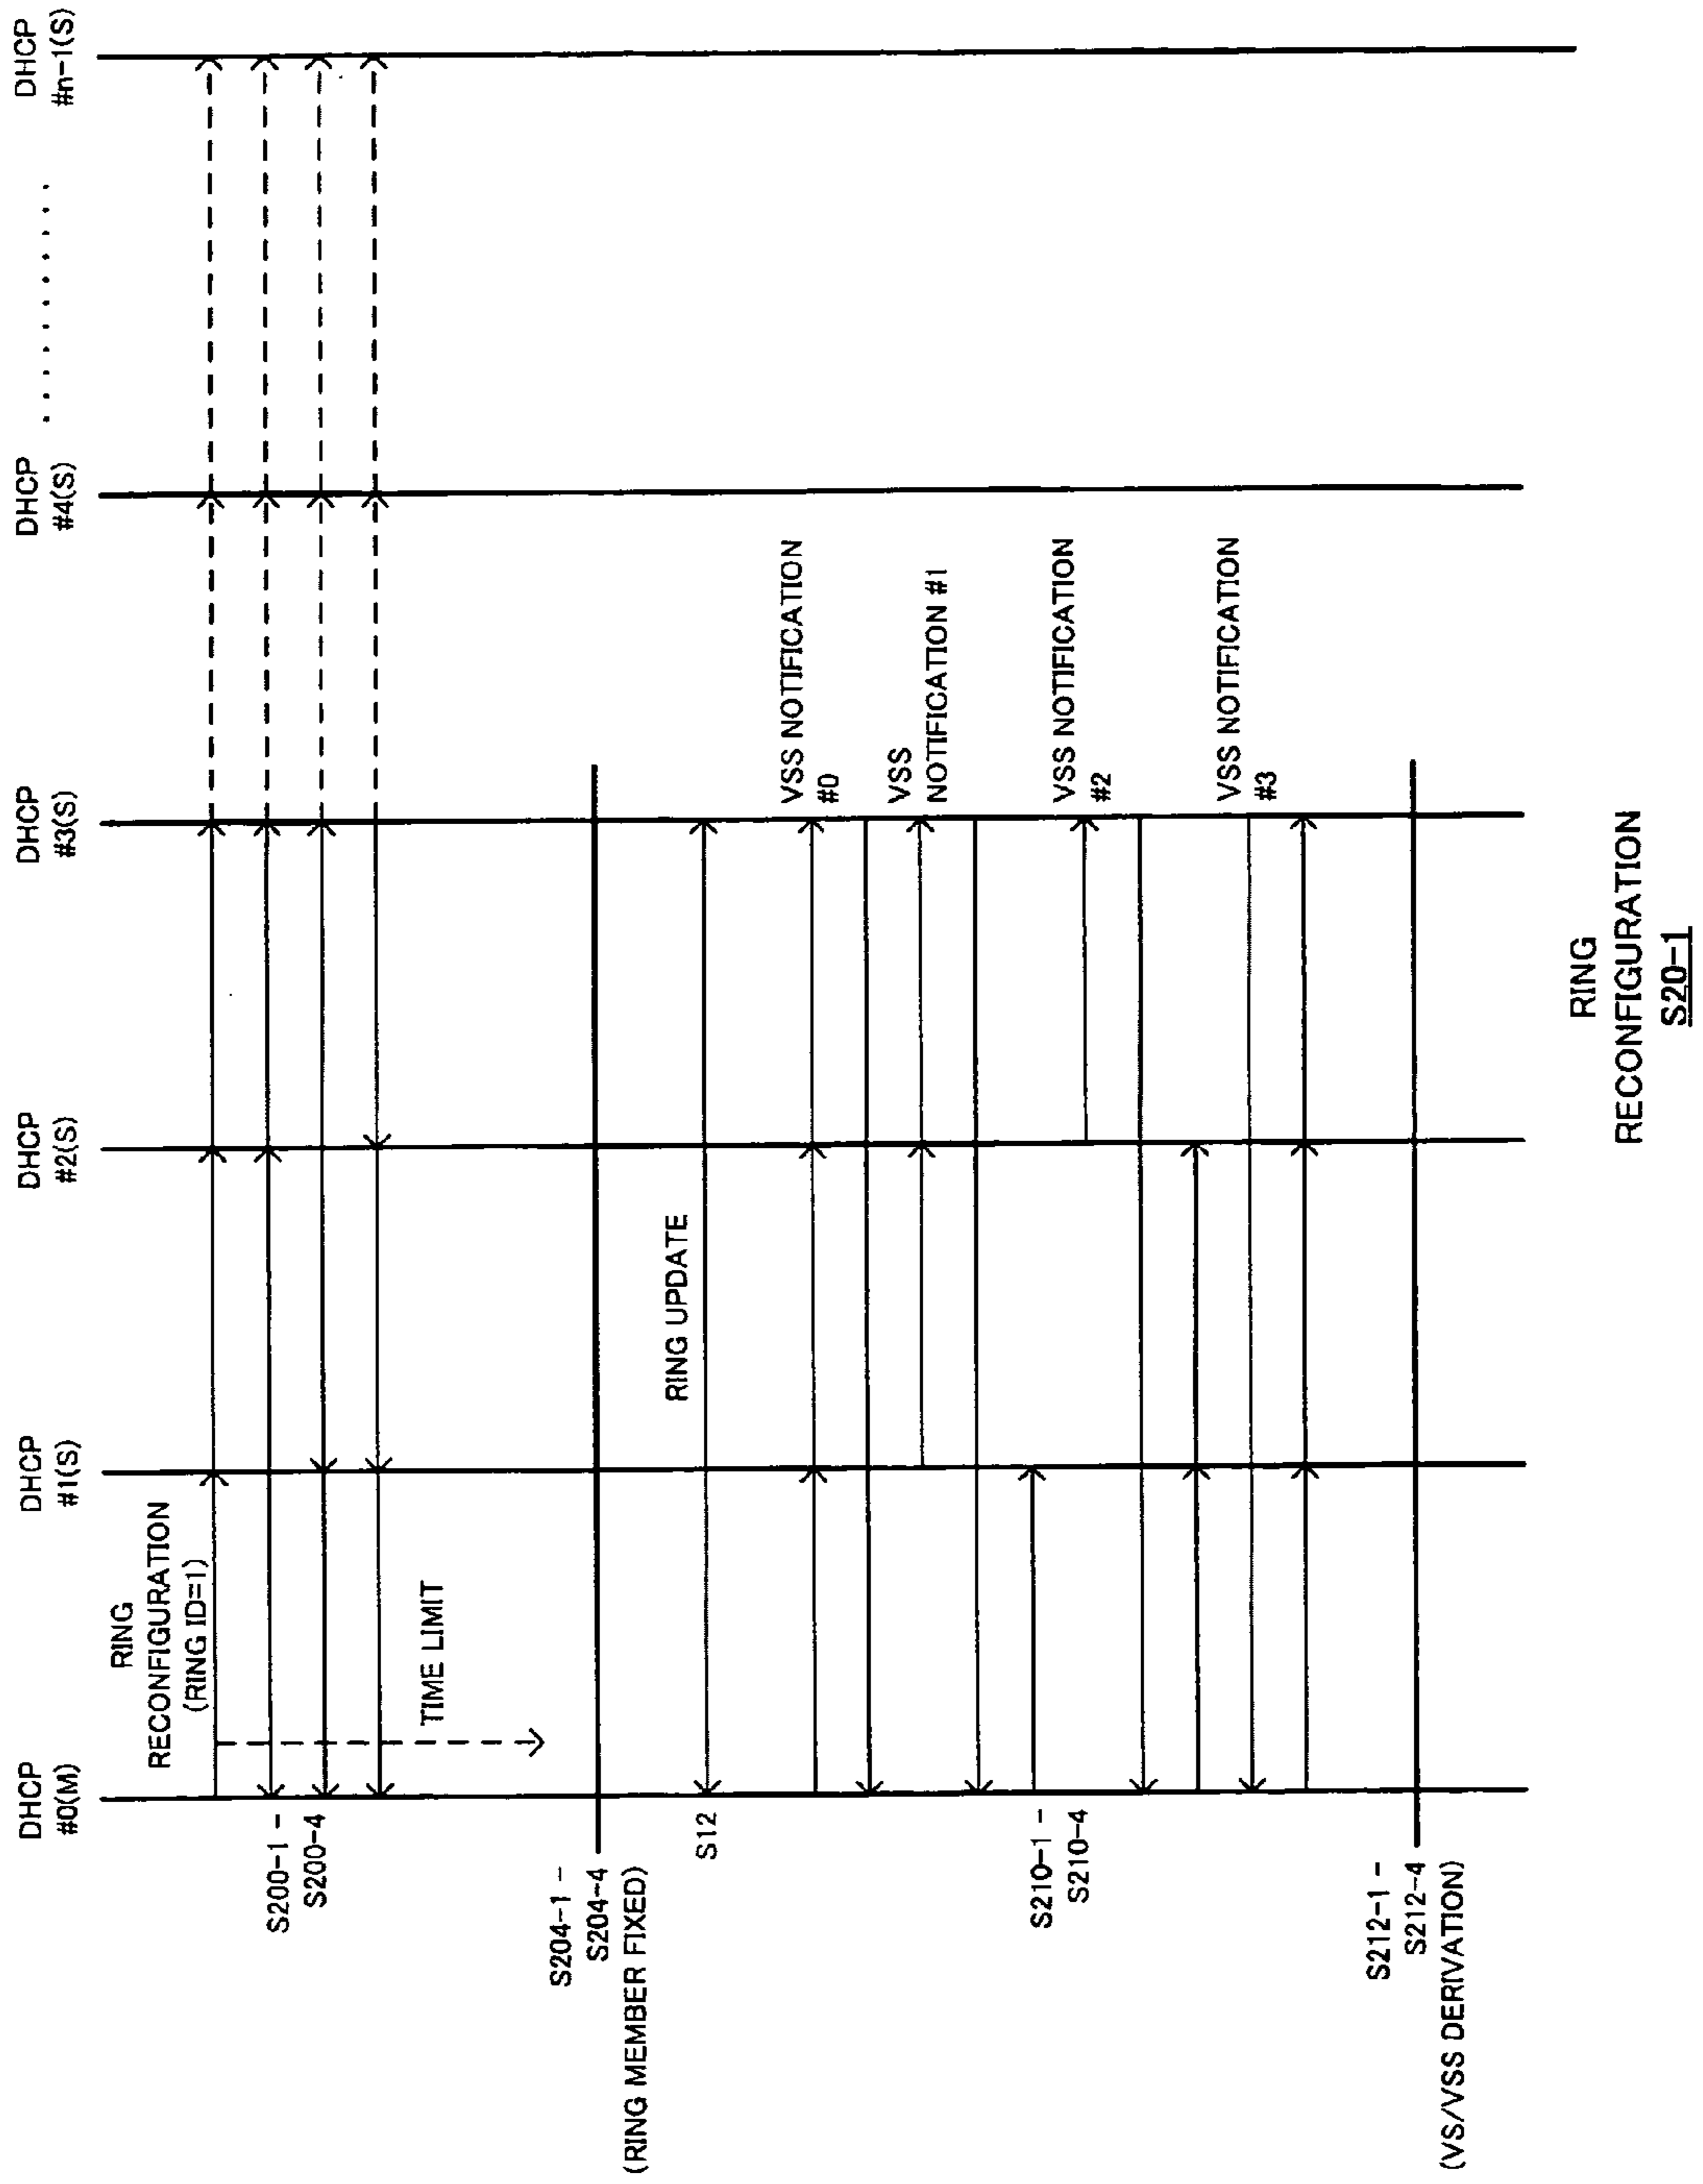 DHCP
#0(M)
DHCP
#1(S)
DHCP
#2(S)
DHCP
#3(S)
DHCP
#4(S)
. . . . . . . . . . .
DHCP
#n-1(S)
RING
RECONFIGURATION
(RING ID=1)
S200-1 -
S200-4
TIME LIMIT
S204-1 -
S204-4
(RING MEMBER FIXED)
RING UPDATE
S12
VSS NOTIFICATION
#0
VSS
NOTIFICATION #1
S210-1 -
S210-4
VSS NOTIFICATION
#2
VSS NOTIFICATION
#3
S212-1 -
S212-4
(VS/VSS DERIVATION)
RING
RECONFIGURATION
S20-1